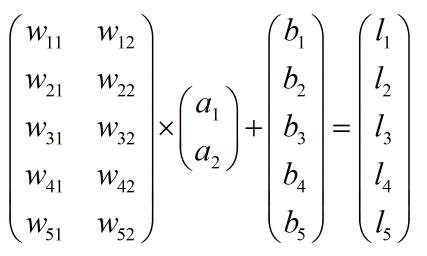 w11 w12 b1 l1
w21 w22 a1 b2 l2
w31 w32 × + b3 = l3
w41 w42 a2 b4 l4
w51 w52 b5 l5